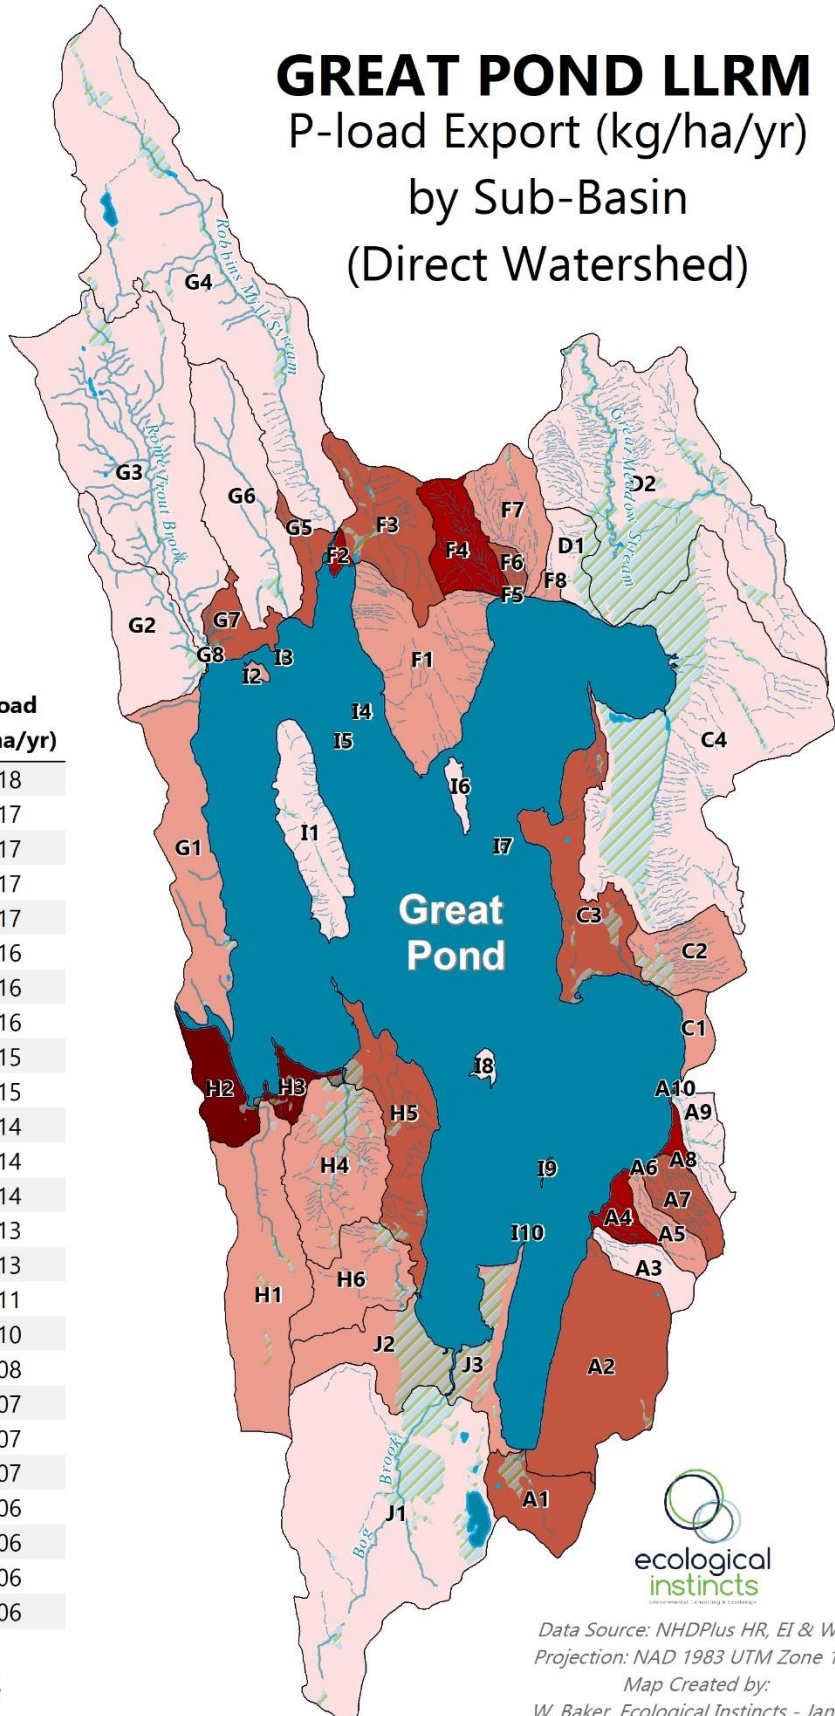 GREAT POND LLRM
P-load Export (kg/ha/yr)
by Sub-Basin
(Direct Watershed)
Robbins Mill Stream
G4
Rome Trout Brook
G3
G6
G5
G2
G7
G8
Great Meadow Stream
D2
D1
F7
F3
F4
F2
F6
F8
F5
F1
I3
I2
I4
I5
I6
I1
I7
C4
G1
Great
Pond
C3
C2
C1
H2
H3
H5
I8
A10
A9
H4
I9
A6
A8
A7
A4
A5
I10
A3
H6
H1
J2
J3
A2
Bog Brook
J1
A1
oad
ha/yr)
18
17
17
17
17
16
16
16
15
15
14
14
14
13
13
11
10
08
07
07
07
06
06
06
06
ecological
instincts
Data Source: NHDPlus HR, EI & W
Projection: NAD 1983 UTM Zone 1
Map Created by:
W. Baker, Ecological Instincts - Jan